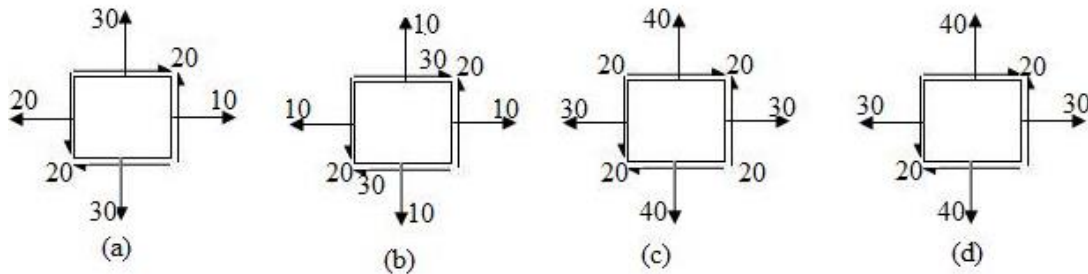 30 20 20 10 20 30 (a)
10 30 20 10 10 20 30 10 (b)
40 20 20 30 30 20 20 40 (c)
40 20 30 30 20 40 (d)